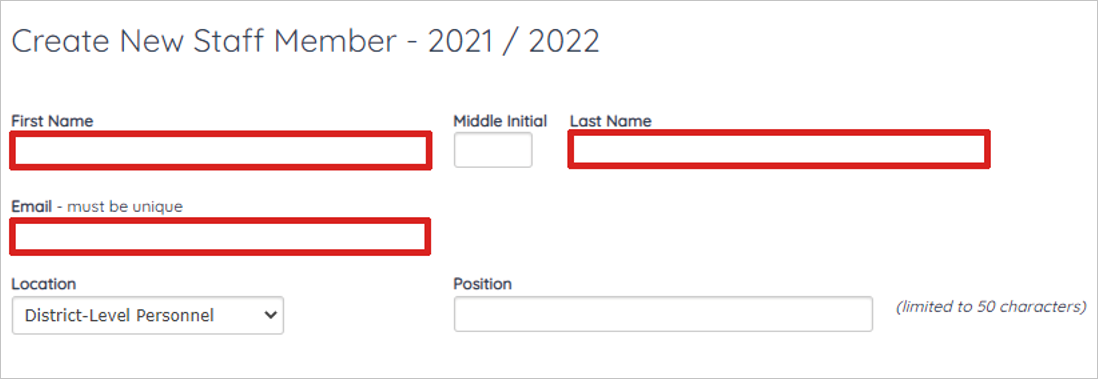 Create New Staff Member - 2021 / 2022
First Name
Middle Initial
Last Name
Email - must be unique
Location
Position
District-Level Personnel
(limited to 50 characters)